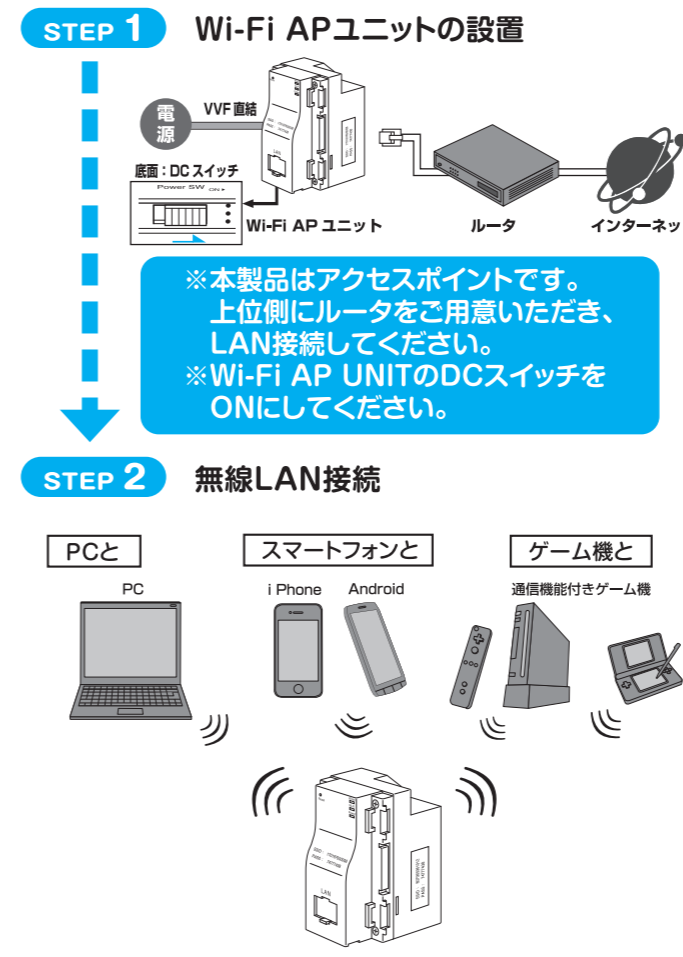 STEP 1 Wi-Fi APユニットの設置
電源
VVF 直結
底面：DC スイッチ
Power SW ON
LAN
Wi-Fi AP ユニット
ルータ
インターネッ
※本製品はアクセスポイントです。
上位側にルータをご用意いただき、
LAN接続してください。
※Wi-Fi AP UNITのDCスイッチを
ONにしてください。
STEP 2 無線LAN接続
PCと
スマートフォンと
ゲーム機と
PC
i Phone
Android
通信機能付きゲーム機
LAN